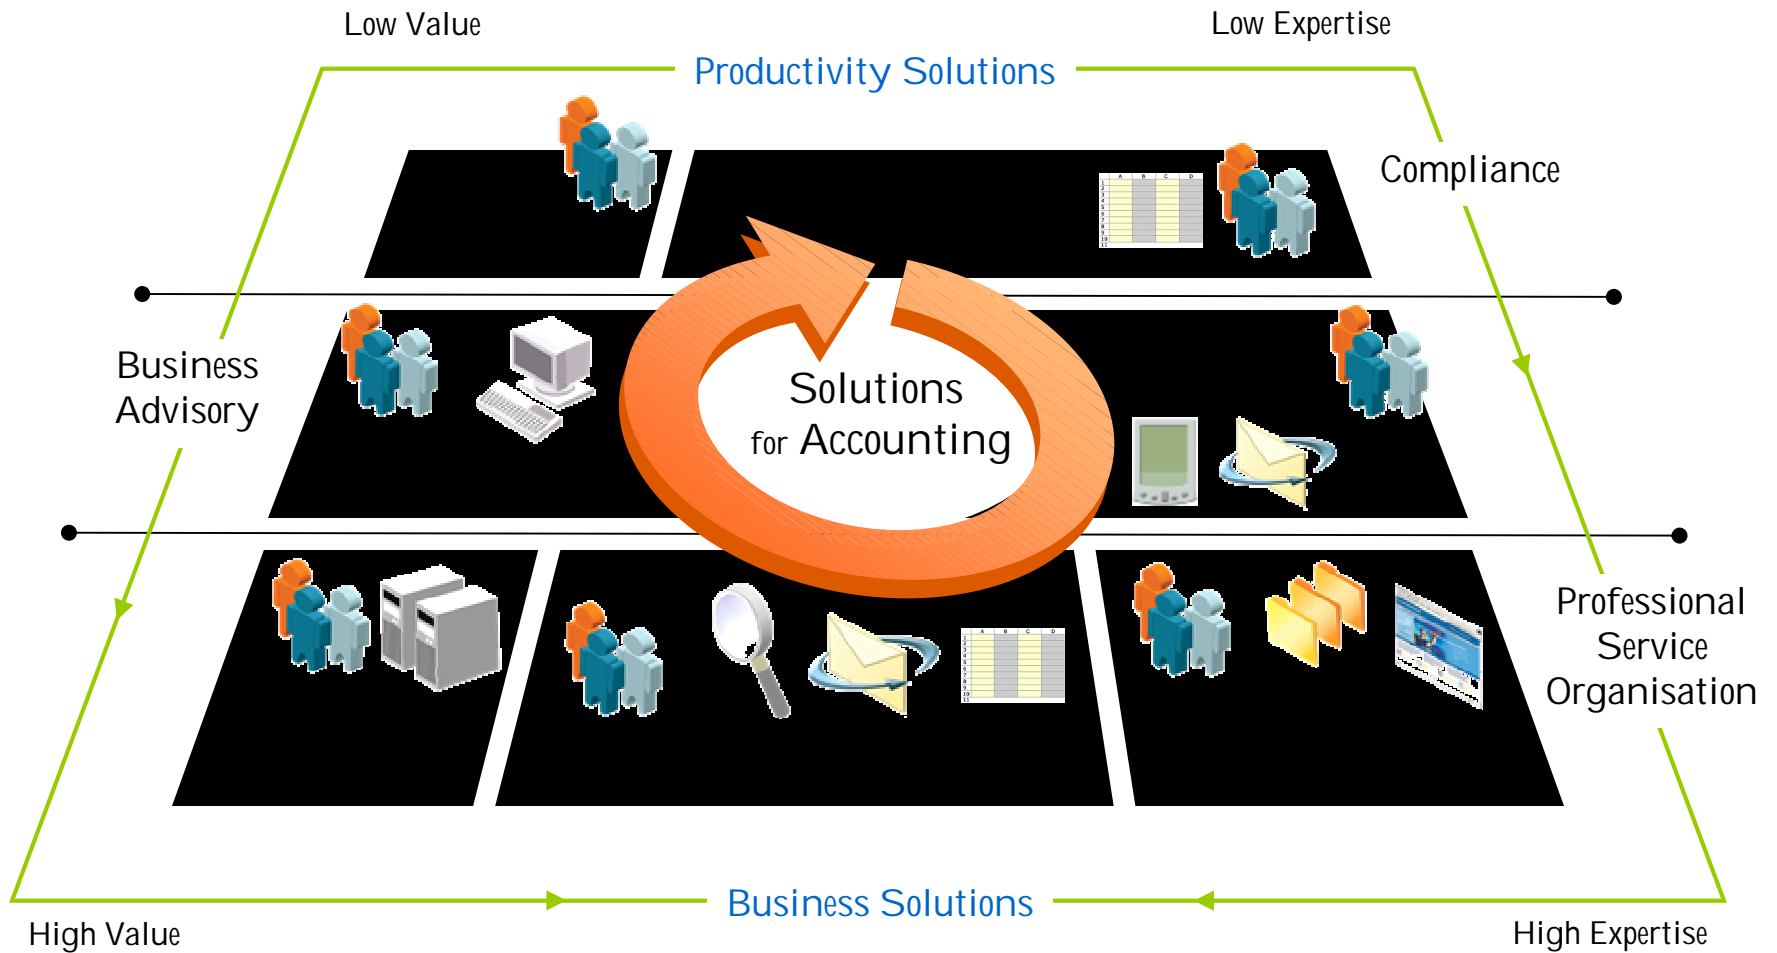 Low Value
Low Expertise
Productivity Solutions
Compliance
Business
Advisory
Solutions
for Accounting
Professional
Service
Organisation
Business Solutions
High Value
High Expertise